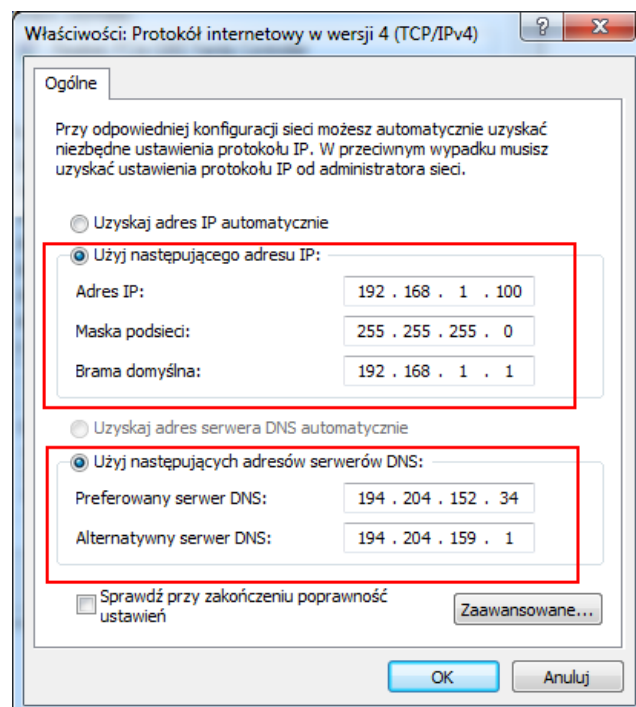 Właściwości: Protokół internetowy w wersji 4 (TCP/IPv4)
Ogólne
Przy odpowiedniej konfiguracji sieci możesz automatycznie uzyskać
niezbędne ustawienia protokołu IP. W przeciwnym wypadku musisz
uzyskać ustawienia protokołu IP od administratora sieci.
Uzyskaj adres IP automatycznie
Użyj następującego adresu IP:
Adres IP: 192 . 168 . 1 . 100
Maska podsieci: 255 . 255 . 255 . 0
Brama domyślna: 192 . 168 . 1 . 1
Uzyskaj adres serwera DNS automatycznie
Użyj następujących adresów serwerów DNS:
Preferowany serwer DNS: 194 . 204 . 152 . 34
Alternatywny serwer DNS: 194 . 204 . 159 . 1
Sprawdź przy zakończeniu poprawność
ustawień
Zaawansowane...
OK Anuluj